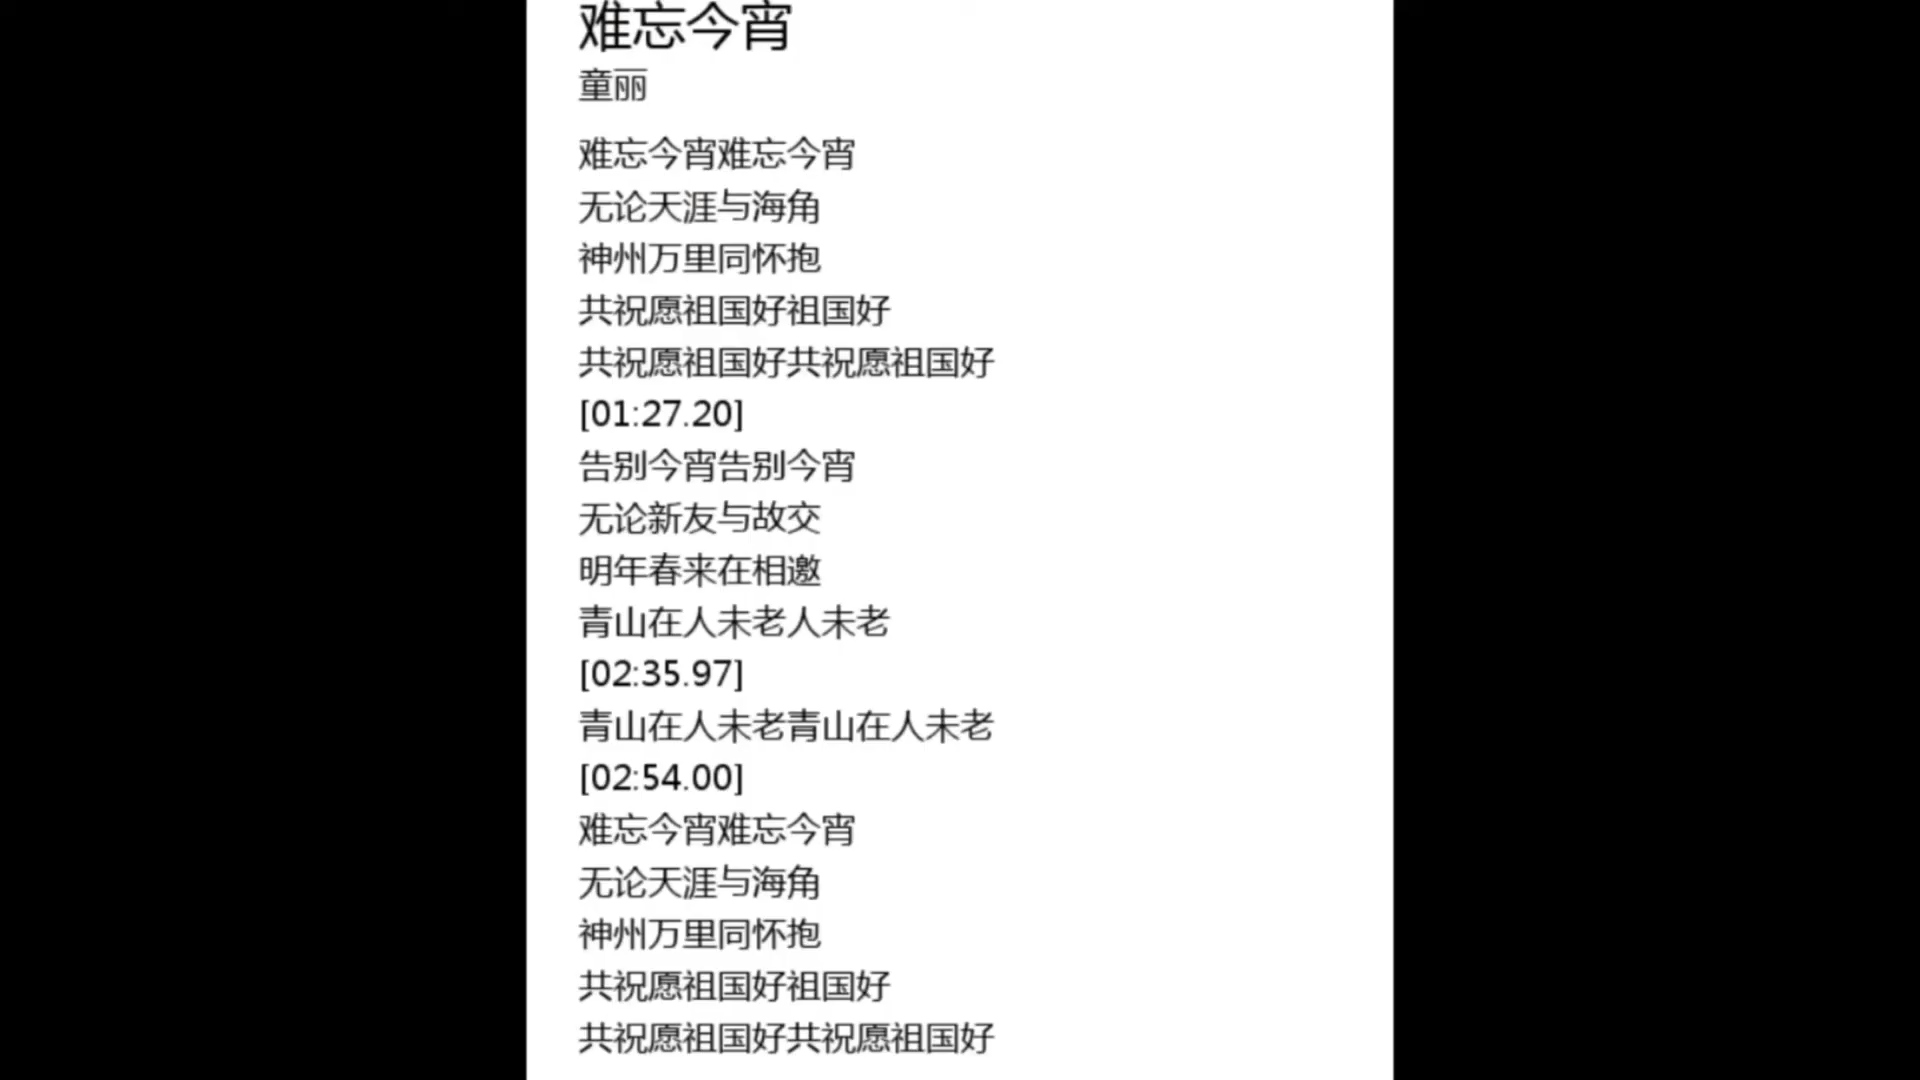 难忘今宵
童丽
难忘今宵难忘今宵
无论天涯与海角
神州万里同怀抱
共祝愿祖国好祖国好
共祝愿祖国好共祝愿祖国好
[01:27.20]
告别今宵告别今宵
无论新友与故交
明年春来在相邀
青山在人未老人未老
[02:35.97]
青山在人未老青山在人未老
[02:54.00]
难忘今宵难忘今宵
无论天涯与海角
神州万里同怀抱
共祝愿祖国好祖国好
共祝愿祖国好共祝愿祖国好